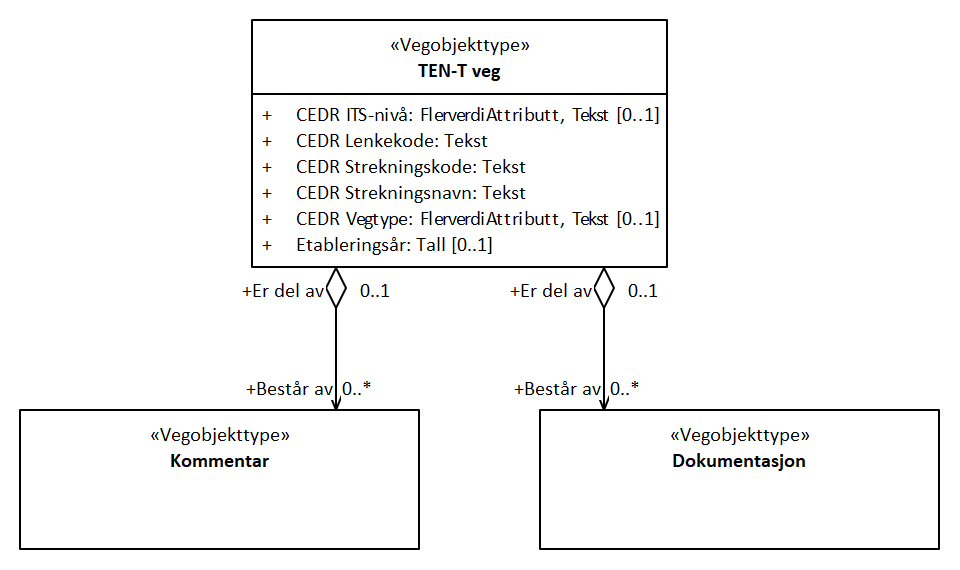 «Vegobjekttype»
TEN-T veg
+ CEDR ITS-nivå: FlerverdiAttributt, Tekst [0..1]
+ CEDR Lenkekode: Tekst
+ CEDR Strekningskode: Tekst
+ CEDR Strekningsnavn: Tekst
+ CEDR Vegtype: FlerverdiAttributt, Tekst [0..1]
+ Etableringsår: Tall [0..1]
+Er del av 0..1
+Er del av 0..1
+Består av 0..*
+Består av 0..*
«Vegobjekttype»
Kommentar
«Vegobjekttype»
Dokumentasjon